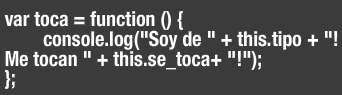 var toca = function () {
console.log("Soy de " + this.tipo + "!
Me tocan " + this.se_toca+ "!");
};